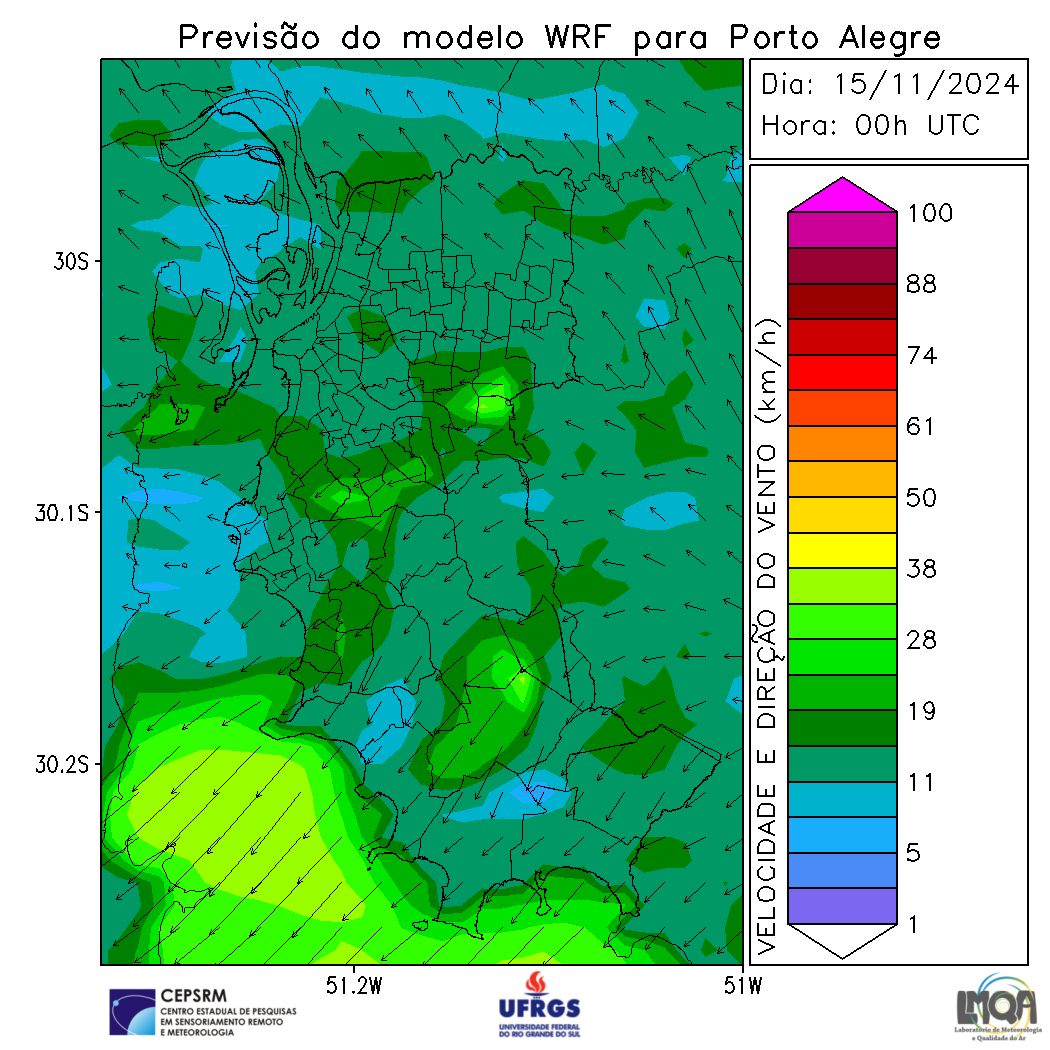 Previsão do modelo WRF para Porto Alegre
Dia: 15/11/2024
Hora: 00h UTC
30S
30.1S
30.2S
51.2W
51W
VELOCIDADE E DIREÇÃO DO VENTO (km/h)
100
88
74
61
50
38
28
19
11
5
1
CEPSRM
CENTRO ESTADUAL DE PESQUISAS
EM SENSORIAMENTO REMOTO
E METEOROLOGIA
UFRGS
UNIVERSIDADE FEDERAL
DO RIO GRANDE DO SUL
LMQA
Laboratório de Meteorologia
e Qualidade do Ar